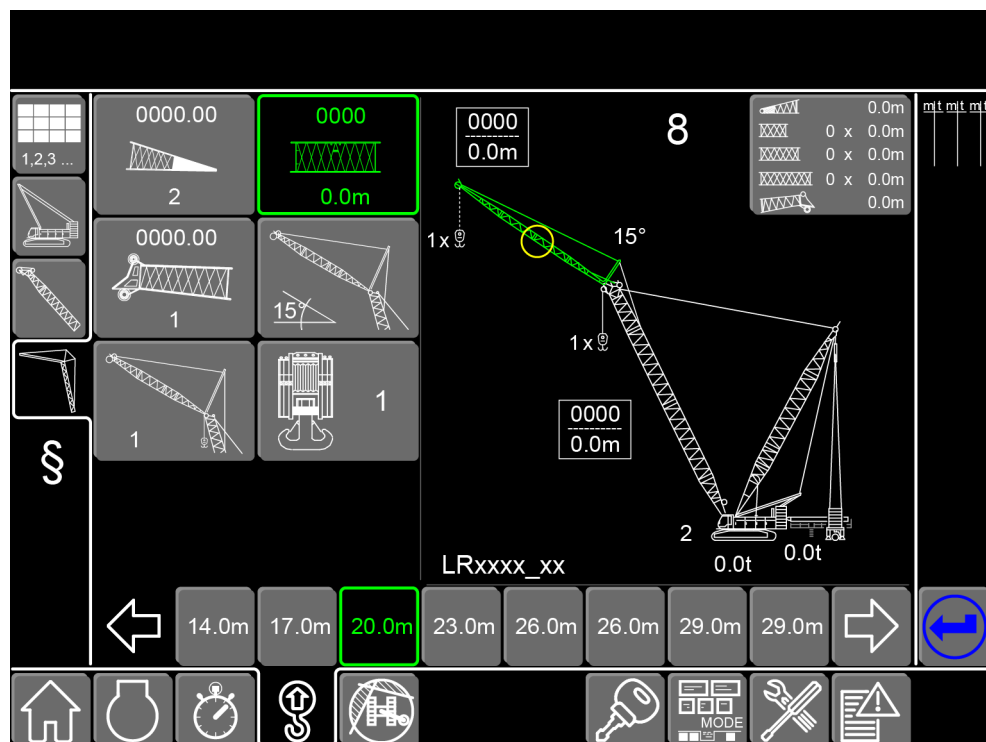 1,2,3 ...
§
0000.00
2
0000
0.0m
0000.00
1
15°
1
1
0000
0.0m
8
0.0m
0 x 0.0m
0 x 0.0m
0 x 0.0m
0.0m
m|t m|t m|t
1 x
15°
1 x
0000
0.0m
2
0.0t
0.0t
LRxxxx_xx
14.0m
17.0m
20.0m
23.0m
26.0m
26.0m
29.0m
29.0m
MODE